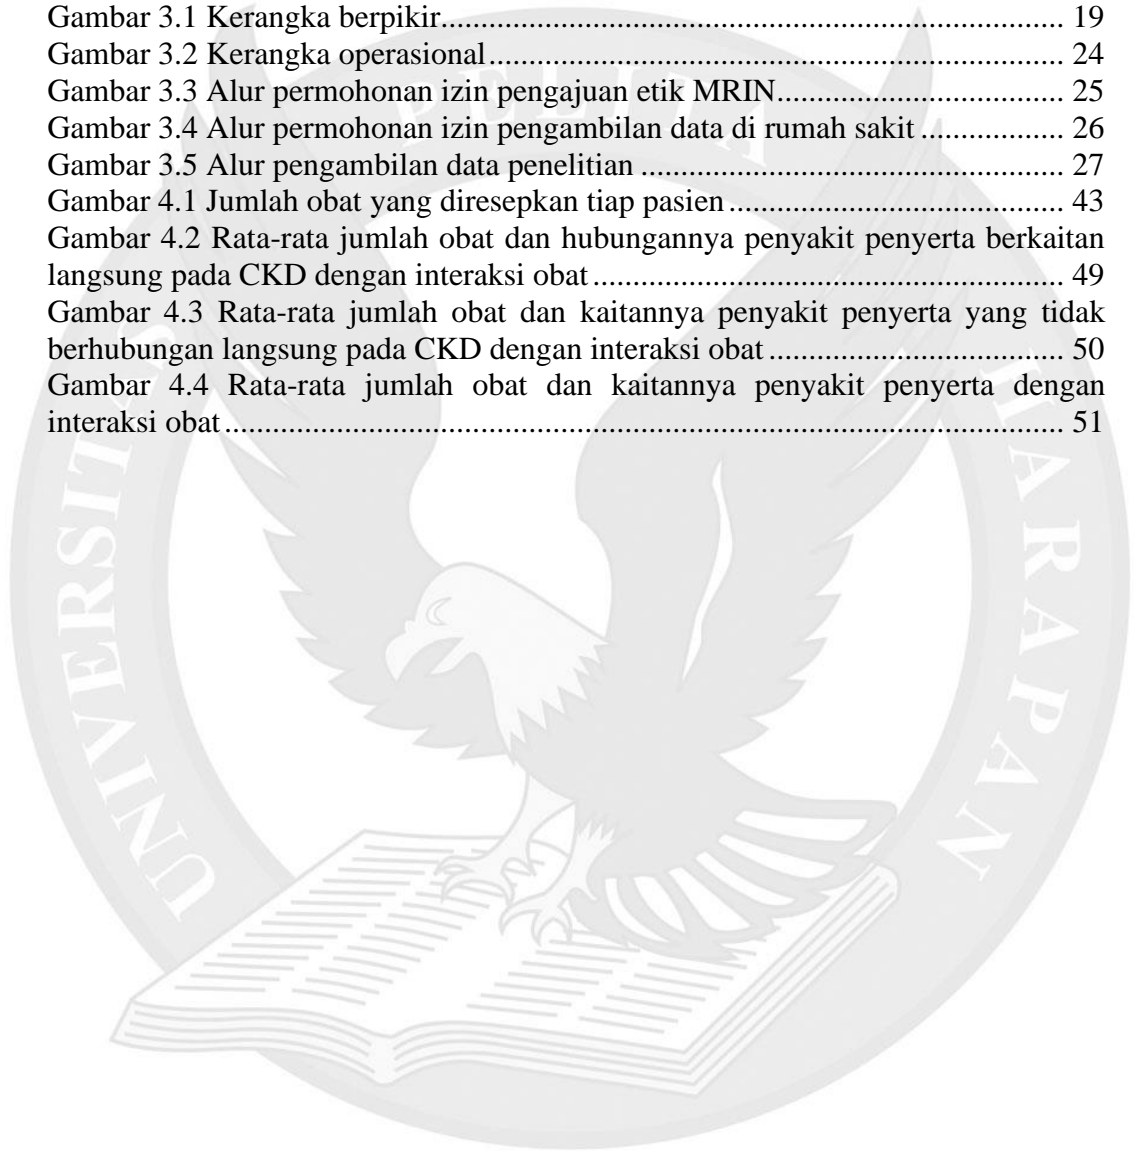 Gambar 3.1 Kerangka berpikir........................................................................... 19
Gambar 3.2 Kerangka operasional..................................................................... 24
Gambar 3.3 Alur permohonan izin pengajuan etik MRIN................................. 25
Gambar 3.4 Alur permohonan izin pengambilan data di rumah sakit ................ 26
Gambar 3.5 Alur pengambilan data penelitian .................................................. 27
Gambar 4.1 Jumlah obat yang diresepkan tiap pasien ....................................... 43
Gambar 4.2 Rata-rata jumlah obat dan hubungannya penyakit penyerta berkaitan
langsung pada CKD dengan interaksi obat ........................................................ 49
Gambar 4.3 Rata-rata jumlah obat dan kaitannya penyakit penyerta yang tidak
berhubungan langsung pada CKD dengan interaksi obat .................................. 50
Gambar 4.4 Rata-rata jumlah obat dan kaitannya penyakit penyerta dengan
interaksi obat ..................................................................................................... 51
UNIVERSITAS PELITA HARAPAN